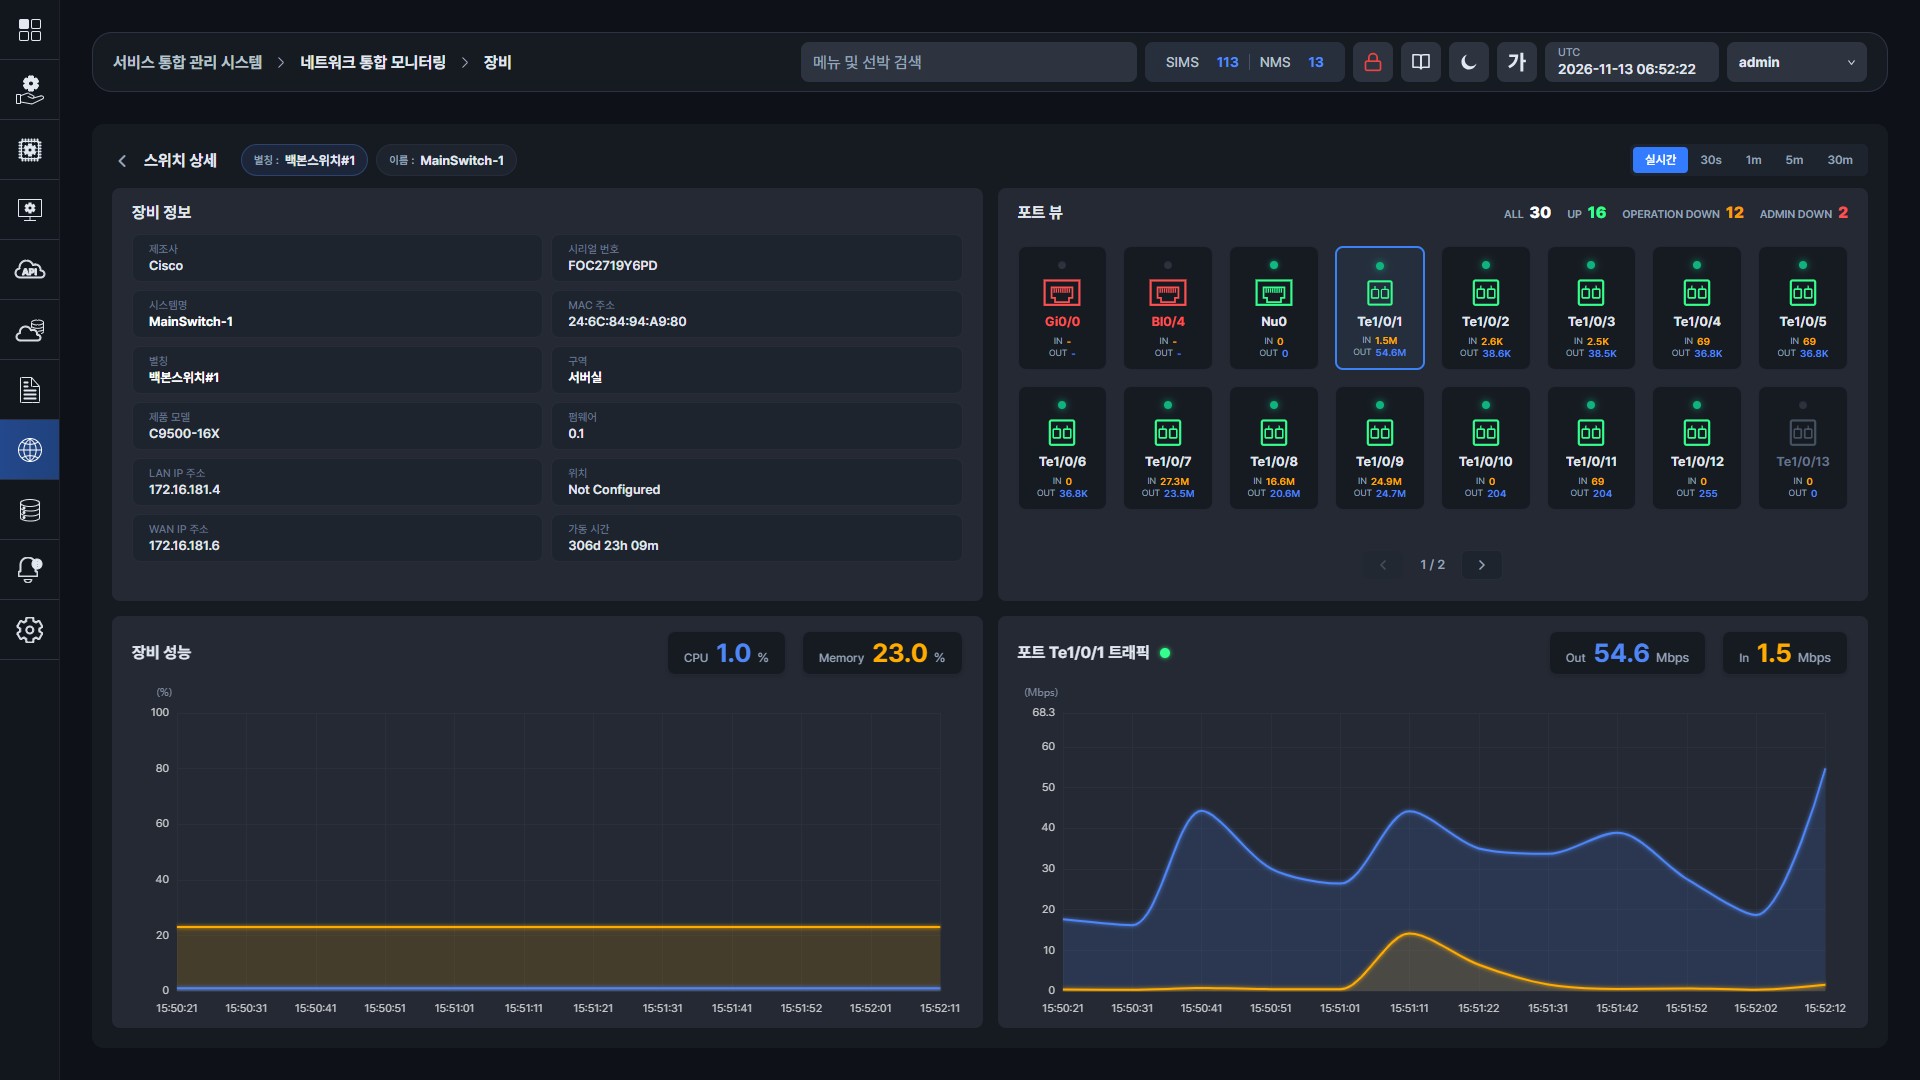 서비스 통합 관리 시스템 > 네트워크 통합 모니터링 > 장비
메뉴 및 선박 검색
SIMS 113 NMS 13
가
UTC
2026-11-13 06:52:22
admin
API
스위치 상세
별칭 : 백본스위치#1
이름 : MainSwitch-1
실시간 30s 1m 5m 30m
장비 정보
제조사
Cisco
시리얼 번호
FOC2719Y6PD
시스템명
MainSwitch-1
MAC 주소
24:6C:84:94:A9:80
별칭
백본스위치#1
구역
서버실
제품 모델
C9500-16X
펌웨어
0.1
LAN IP 주소
172.16.181.4
위치
Not Configured
WAN IP 주소
172.16.181.6
가동 시간
306d 23h 09m
포트 뷰
ALL 30 UP 16 OPERATION DOWN 12 ADMIN DOWN 2
Gi0/0
IN -
OUT -
Bl0/4
IN -
OUT -
Nu0
IN 0
OUT 0
Te1/0/1
IN 1.5M
OUT 54.6M
Te1/0/2
IN 2.6K
OUT 38.6K
Te1/0/3
IN 2.5K
OUT 38.5K
Te1/0/4
IN 69
OUT 36.8K
Te1/0/5
IN 69
OUT 36.8K
Te1/0/6
IN 0
OUT 36.8K
Te1/0/7
IN 27.3M
OUT 23.5M
Te1/0/8
IN 16.6M
OUT 20.6M
Te1/0/9
IN 24.9M
OUT 24.7M
Te1/0/10
IN 0
OUT 204
Te1/0/11
IN 69
OUT 204
Te1/0/12
IN 0
OUT 255
Te1/0/13
IN 0
OUT 0
1 / 2
장비 성능
CPU 1.0 %
Memory 23.0 %
(%)
100
80
60
40
20
0
15:50:21 15:50:31 15:50:41 15:50:51 15:51:01 15:51:11 15:51:21 15:51:31 15:51:41 15:51:52 15:52:01 15:52:11
포트 Te1/0/1 트래픽
Out 54.6 Mbps
In 1.5 Mbps
(Mbps)
68.3
60
50
40
30
20
10
0
15:50:21 15:50:31 15:50:41 15:50:51 15:51:01 15:51:11 15:51:22 15:51:31 15:51:42 15:51:52 15:52:02 15:52:12